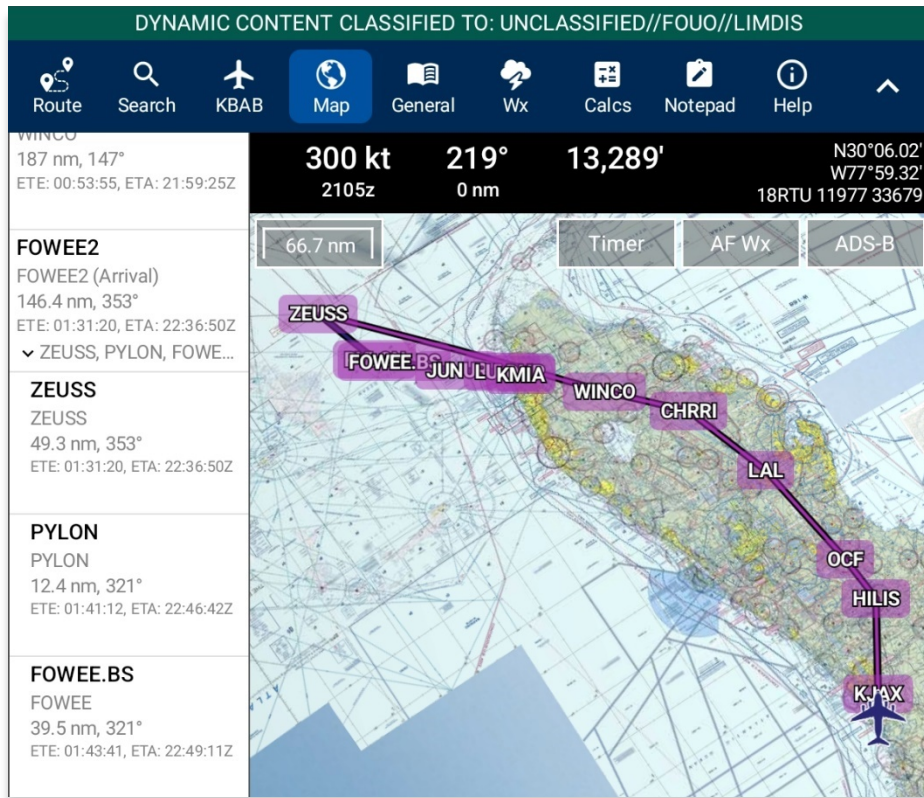 DYNAMIC CONTENT CLASSIFIED TO: UNCLASSIFIED//FOUO//LIMDIS
Route Search KBAB Map General Wx Calcs Notepad Help
WINCO
187 nm, 147°
ETE: 00:53:55, ETA: 21:59:25Z
FOWEE2
FOWEE2 (Arrival)
146.4 nm, 353°
ETE: 01:31:20, ETA: 22:36:50Z
ZEUSS, PYLON, FOWE...
ZEUSS
ZEUSS
49.3 nm, 353°
ETE: 01:31:20, ETA: 22:36:50Z
PYLON
PYLON
12.4 nm, 321°
ETE: 01:41:12, ETA: 22:46:42Z
FOWEE.BS
FOWEE
39.5 nm, 321°
ETE: 01:43:41, ETA: 22:49:11Z
300 kt 219° 13,289'
2105z 0 nm
N30°06.02'
W77°59.32'
18RTU 11977 33679
66.7 nm Timer AF Wx ADS-B
ZEUSS
FOWEE.BS
JUN
KMIA
WINCO
CHRRI
LAL
OCF
HILIS
KJAX